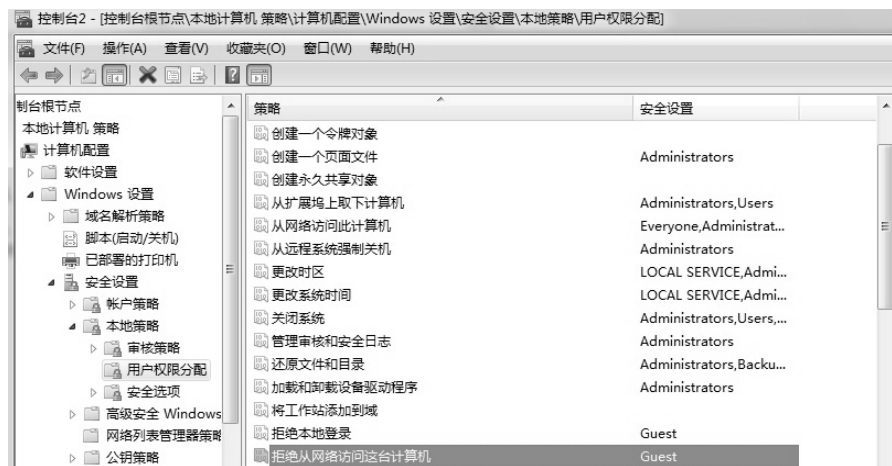 控制台2 - [控制台根节点\本地计算机 策略\计算机配置\Windows 设置\安全设置\本地策略\用户权限分配]
文件(F) 操作(A) 查看(V) 收藏夹(O) 窗口(W) 帮助(H)
制台根节点
本地计算机 策略
计算机配置
软件设置
Windows 设置
域名解析策略
脚本(启动/关机)
已部署的打印机
安全设置
帐户策略
本地策略
审核策略
用户权限分配
安全选项
高级安全 Windows
网络列表管理器策略
公钥策略
策略 安全设置
创建一个令牌对象
创建一个页面文件 Administrators
创建永久共享对象
从扩展坞上取下计算机 Administrators,Users
从网络访问此计算机 Everyone,Administrat...
从远程系统强制关机 Administrators
更改时区 LOCAL SERVICE,Admi...
更改系统时间 LOCAL SERVICE,Admi...
关闭系统 Administrators,Users,...
管理审核和安全日志 Administrators
还原文件和目录 Administrators,Backu...
加载和卸载设备驱动程序 Administrators
将工作站添加到域
拒绝本地登录 Guest
拒绝从网络访问这台计算机 Guest